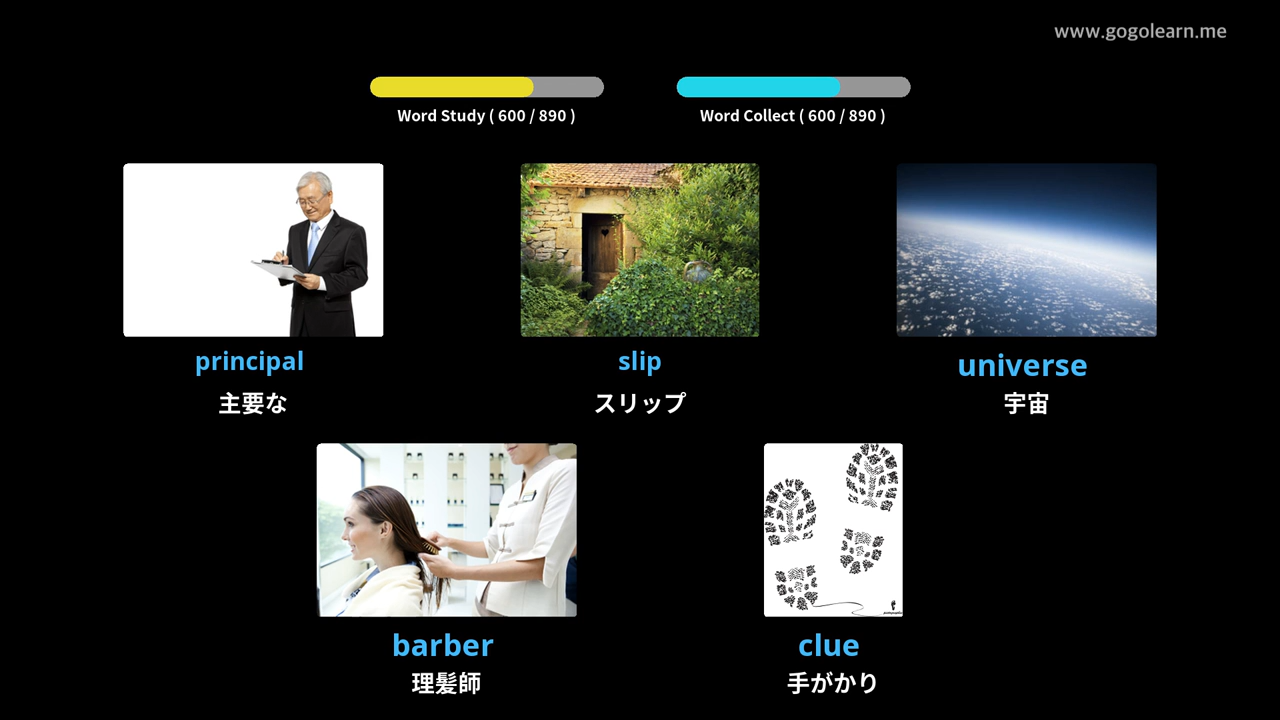 www.gogolearn.me
Word Study ( 600 / 890 )
Word Collect ( 600 / 890 )
principal
主要な
slip
スリップ
universe
宇宙
barber
理髪師
clue
手がかり